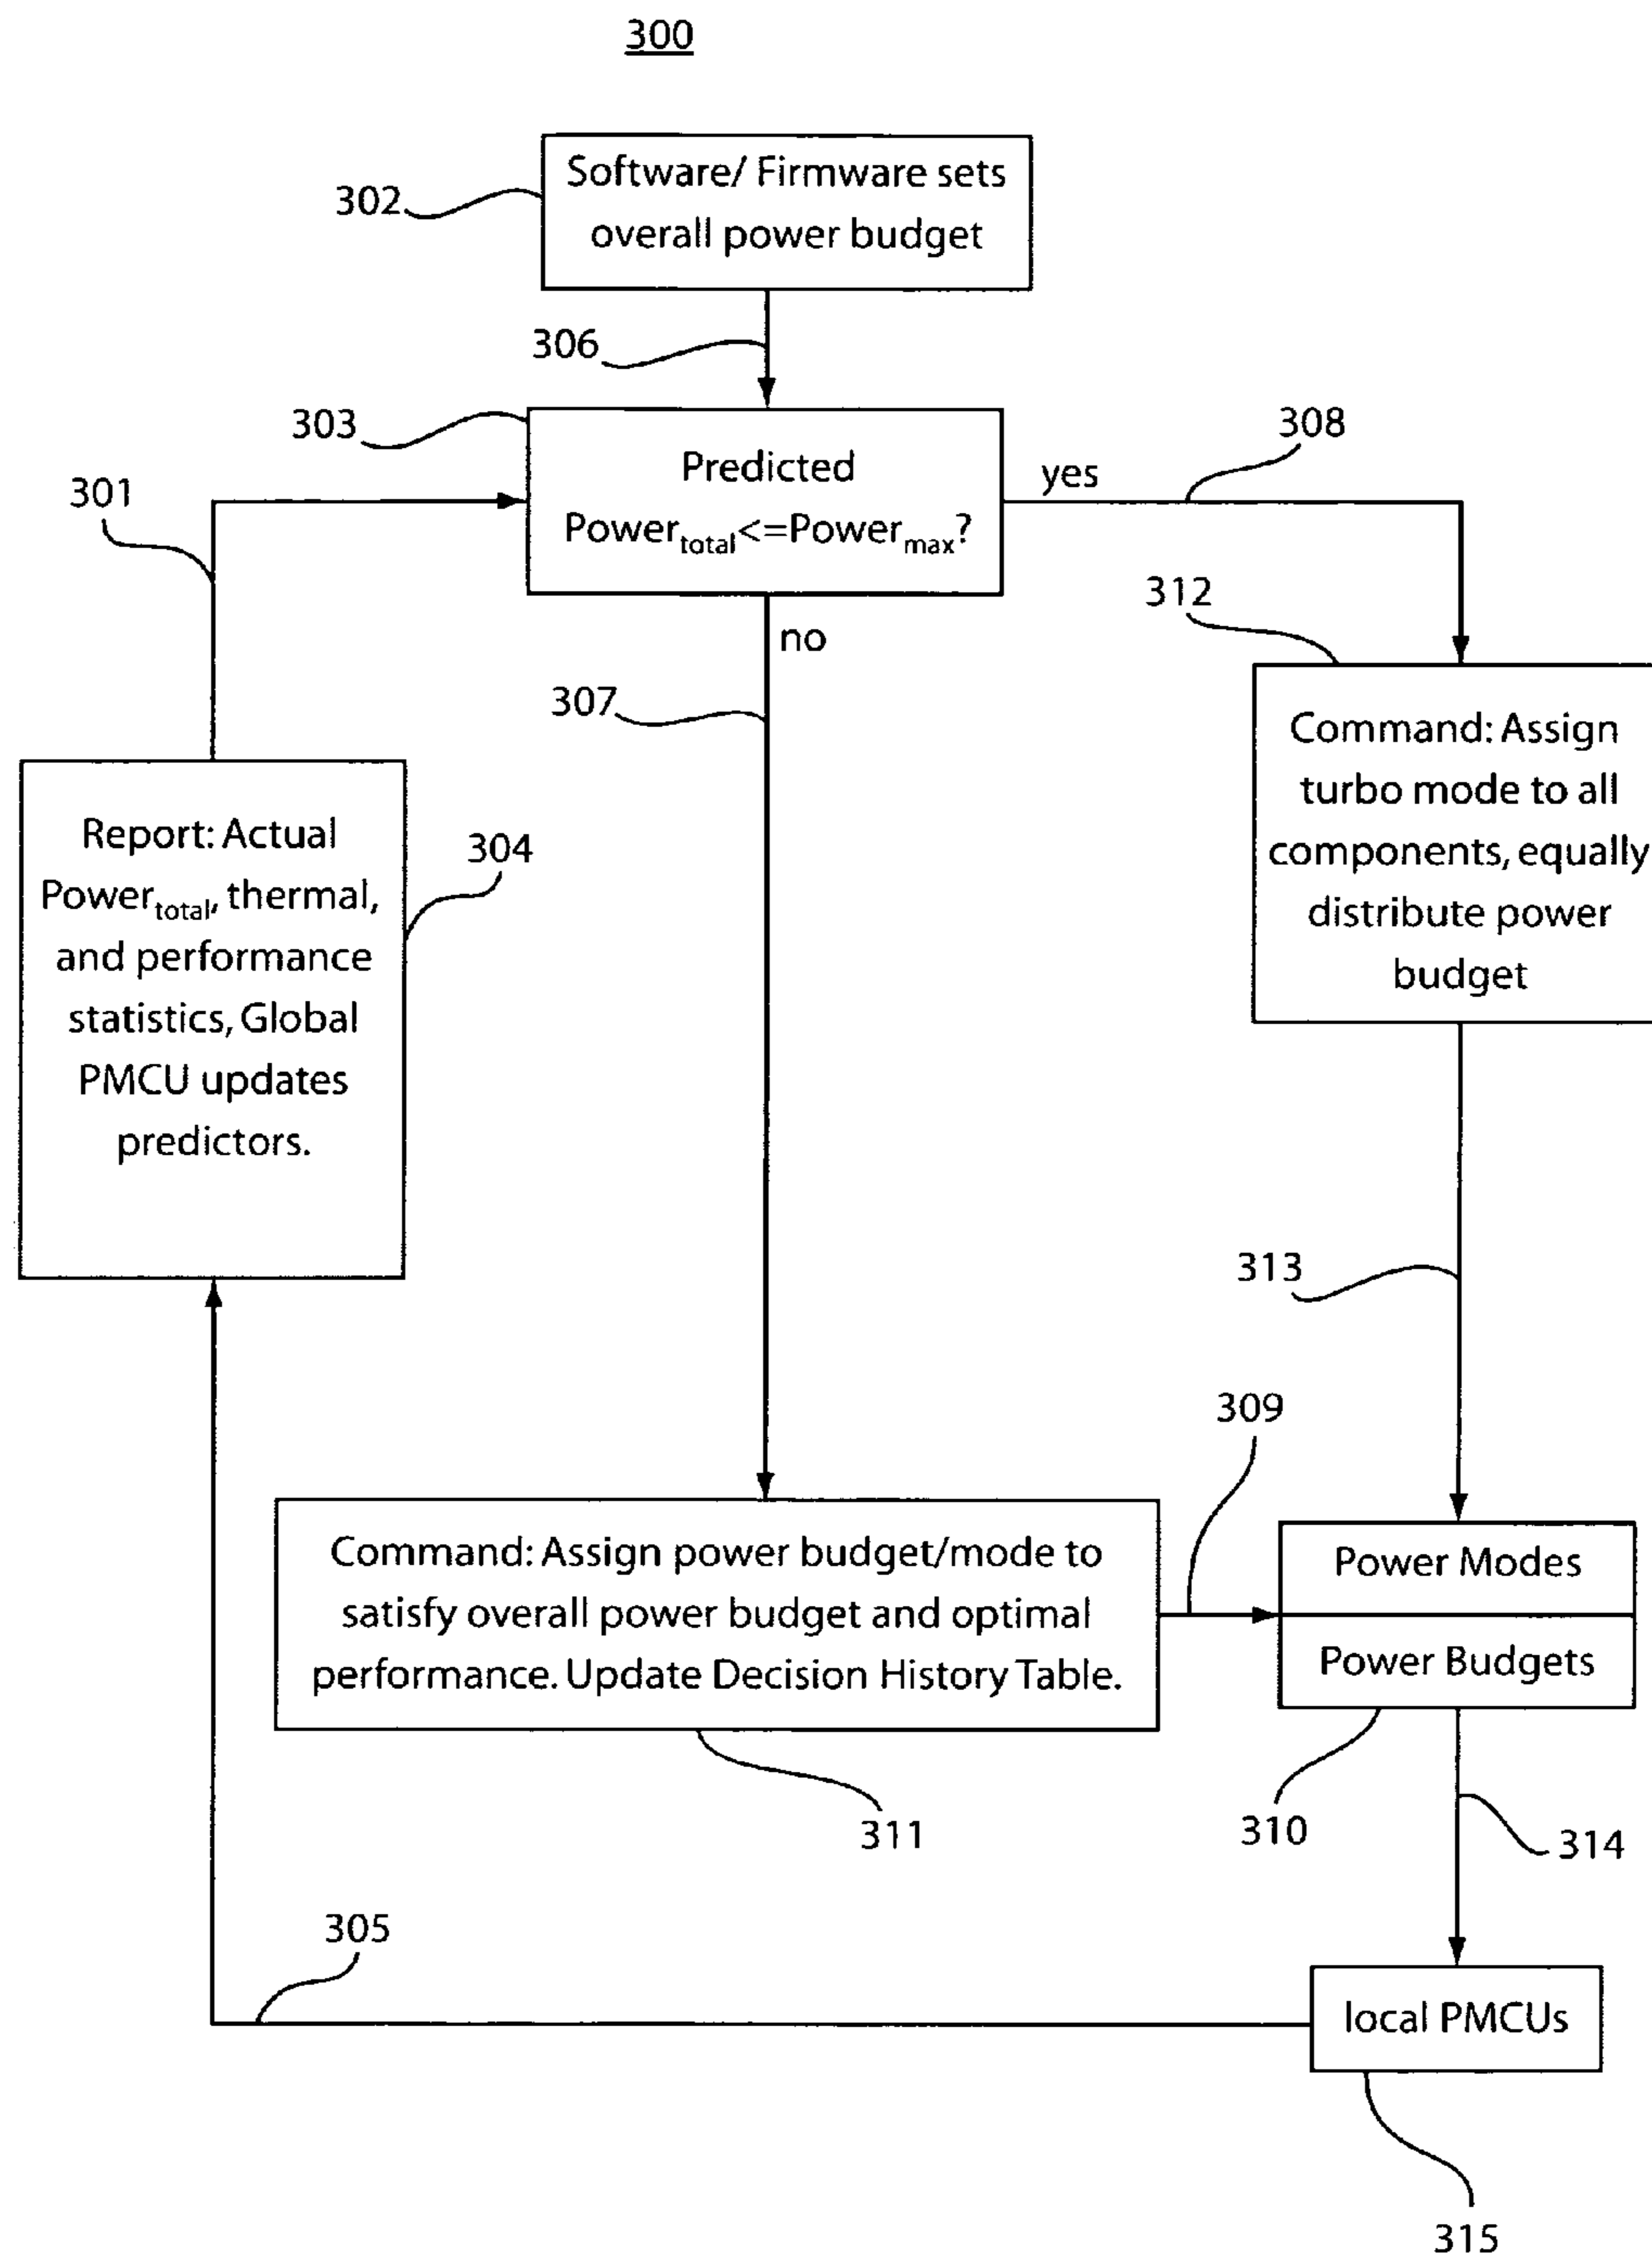 300
302
Software/ Firmware sets
overall power budget
306
303
Predicted
Power_total<=Power_max?
yes
308
301
no
312
307
Command: Assign
turbo mode to all
components, equally
distribute power
budget
Report: Actual
Power_total, thermal,
and performance
statistics, Global
PMCU updates
predictors.
304
313
309
Command: Assign power budget/mode to
satisfy overall power budget and optimal
performance. Update Decision History Table.
Power Modes
Power Budgets
311
310
314
305
local PMCUs
315